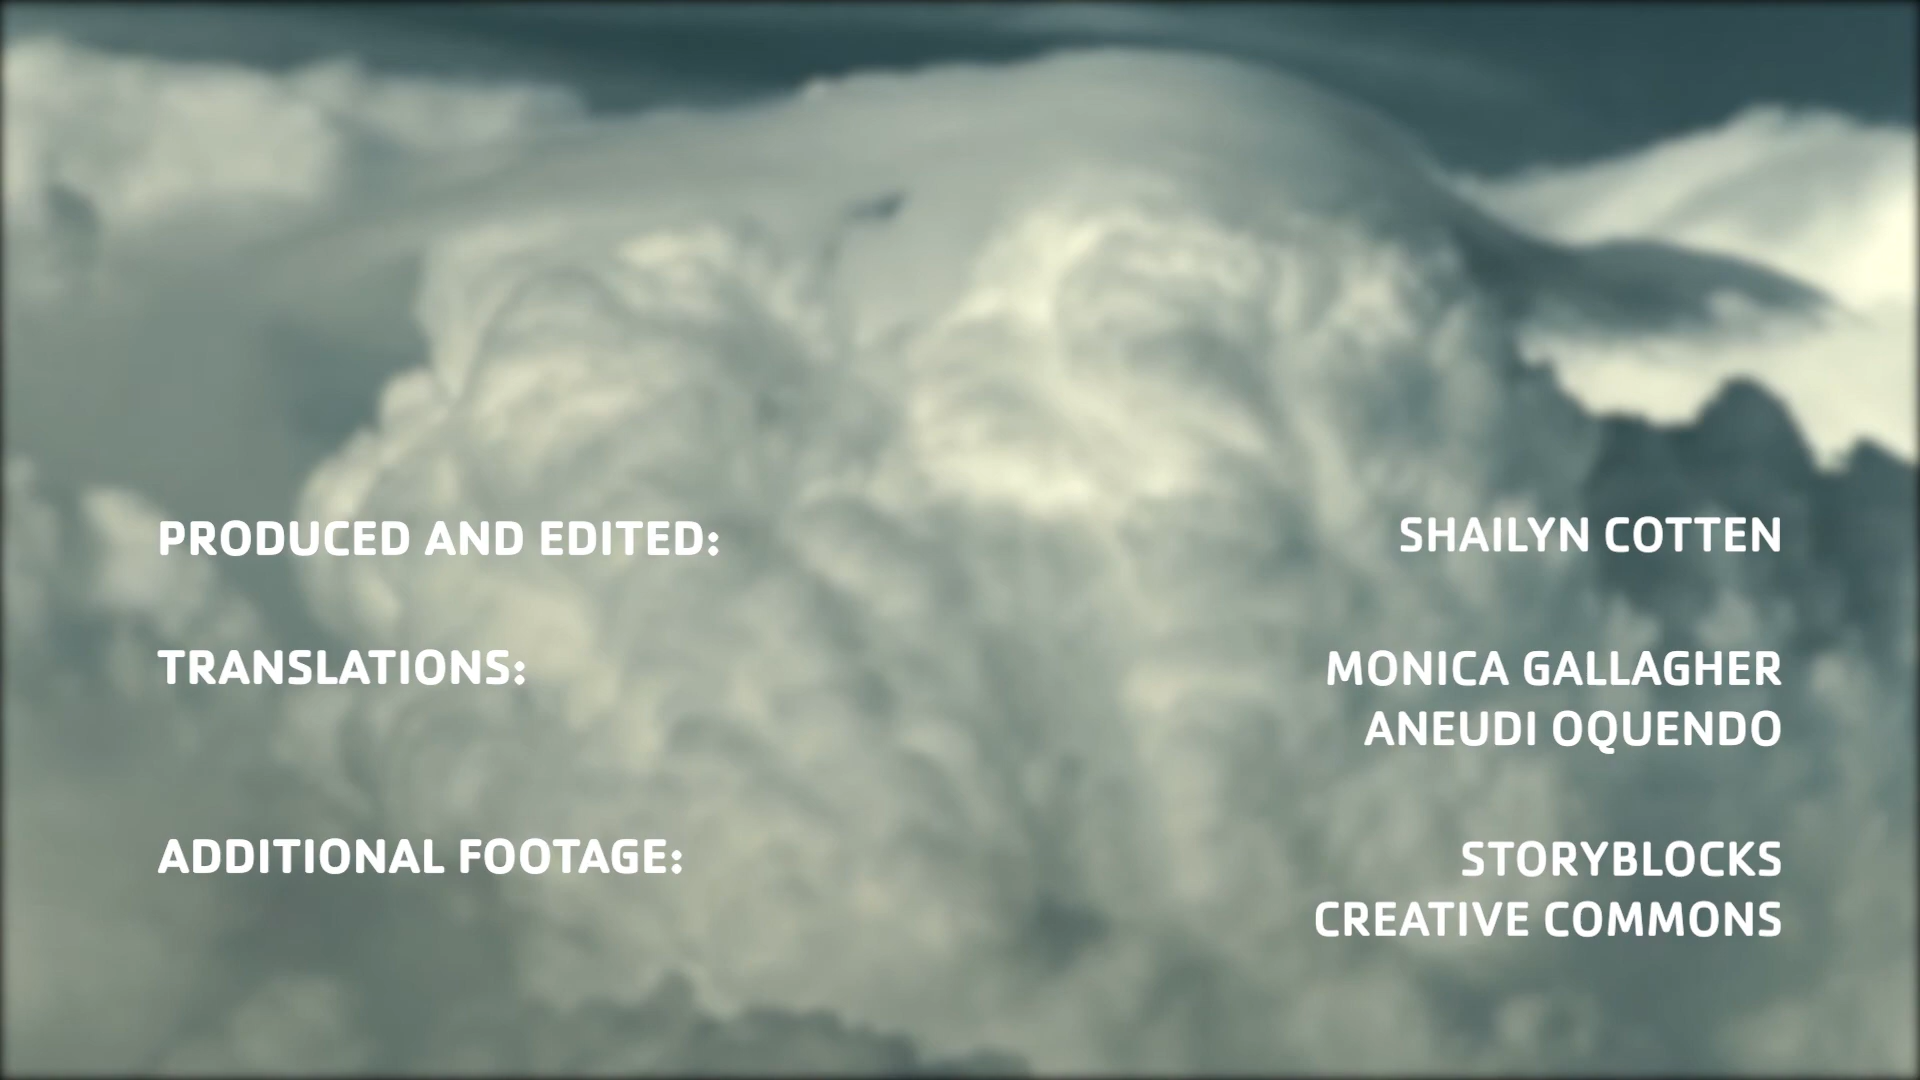 PRODUCED AND EDITED: SHAILYN COTTEN
TRANSLATIONS: MONICA GALLAGHER
ANEUDI OQUENDO
ADDITIONAL FOOTAGE: STORYBLOCKS
CREATIVE COMMONS